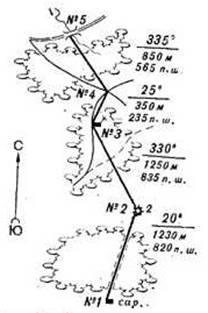 №5
335°
850 м
565 п.ш.
№4
25°
350 м
235 п.ш.
№3
330°
1250 м
835 п.ш.
С
Ю
№2
2
20°
1230 м
820 п.ш.
№1
сар.